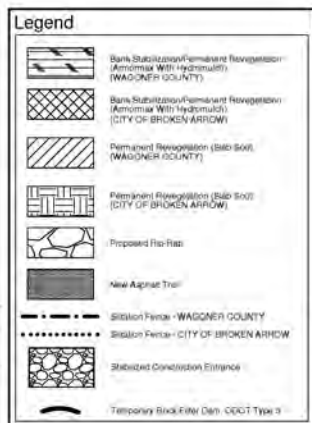 Legend
Bank Stabilization/Permanent Revegetation
(Armormax With Hydromulch)
(WAGONER COUNTY)
Bank Stabilization/Permanent Revegetation
(Armormax With Hydromulch)
(CITY OF BROKEN ARROW)
Permanent Revegetation (Slab Sod)
(WAGONER COUNTY)
Permanent Revegetation (Slab Sod)
(CITY OF BROKEN ARROW)
Proposed Rip-Rap
New Asphalt Trail
Siltation Fence - WAGONER COUNTY
Siltation Fence - CITY OF BROKEN ARROW
Stabilized Construction Entrance
Temporary Rock Filter Dam, ODOT Type 3